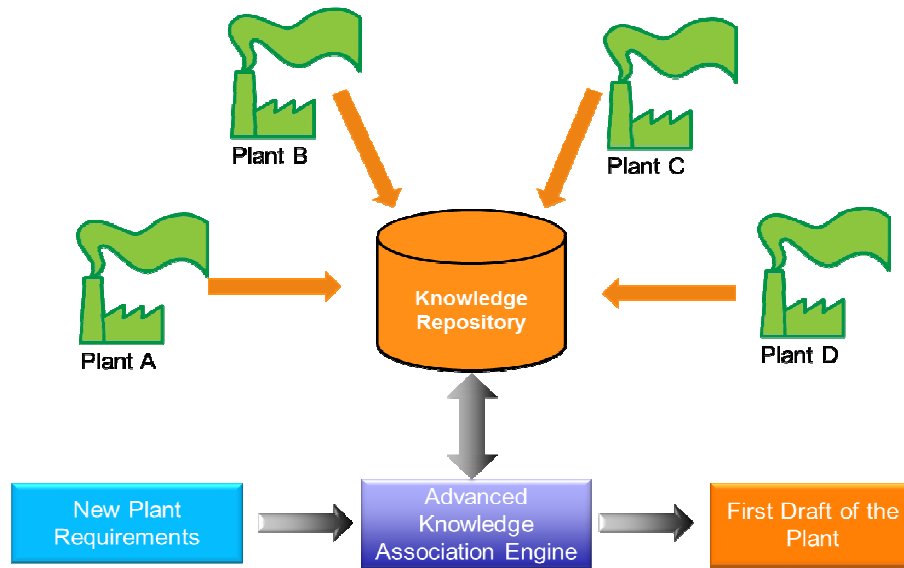 Plant B
Plant C
Plant A
Plant D
Knowledge
Repository
New Plant
Requirements
Advanced
Knowledge
Association Engine
First Draft of the
Plant